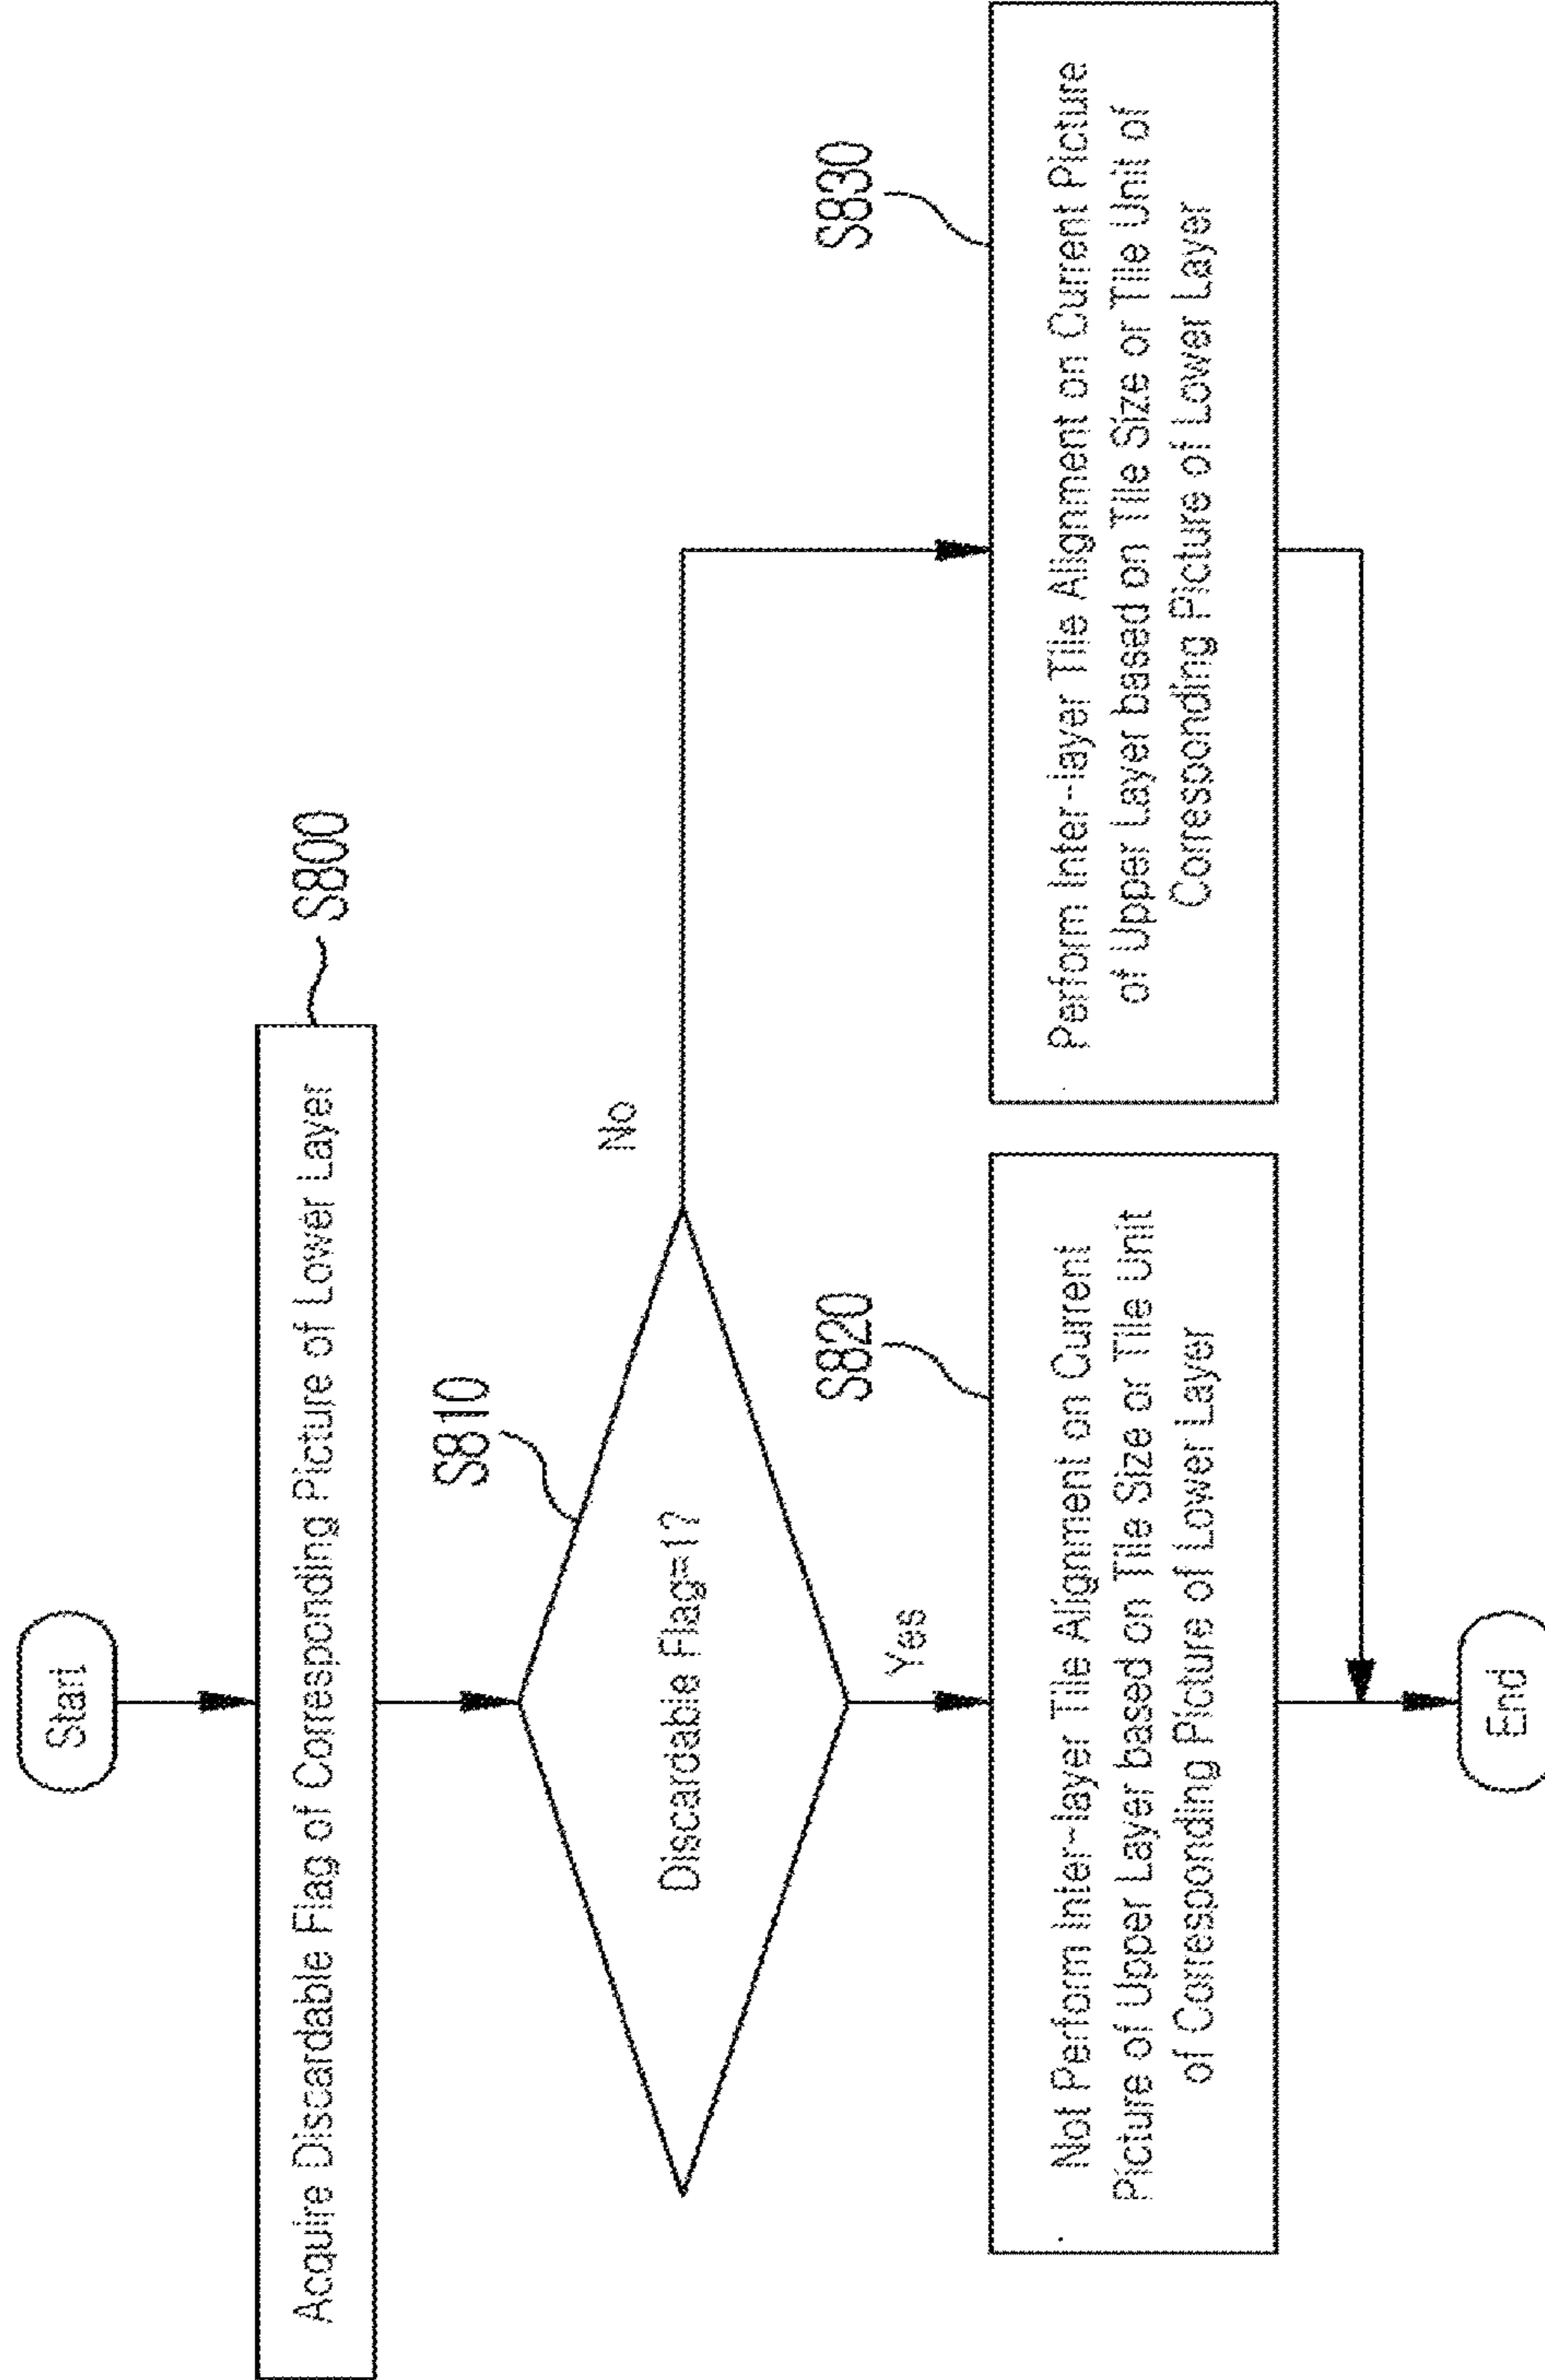 Start
Acquire Discardable Flag of Corresponding Picture of Lower Layer
S800
S810
Discardable Flag=1?
No
Yes
S820
Not Perform Inter-layer Tile Alignment on Current
Picture of Upper Layer based on Tile Size or Tile Unit
of Corresponding Picture of Lower Layer
S830
Perform Inter-layer Tile Alignment on Current Picture
of Upper Layer based on Tile Size or Tile Unit of
Corresponding Picture of Lower Layer
End